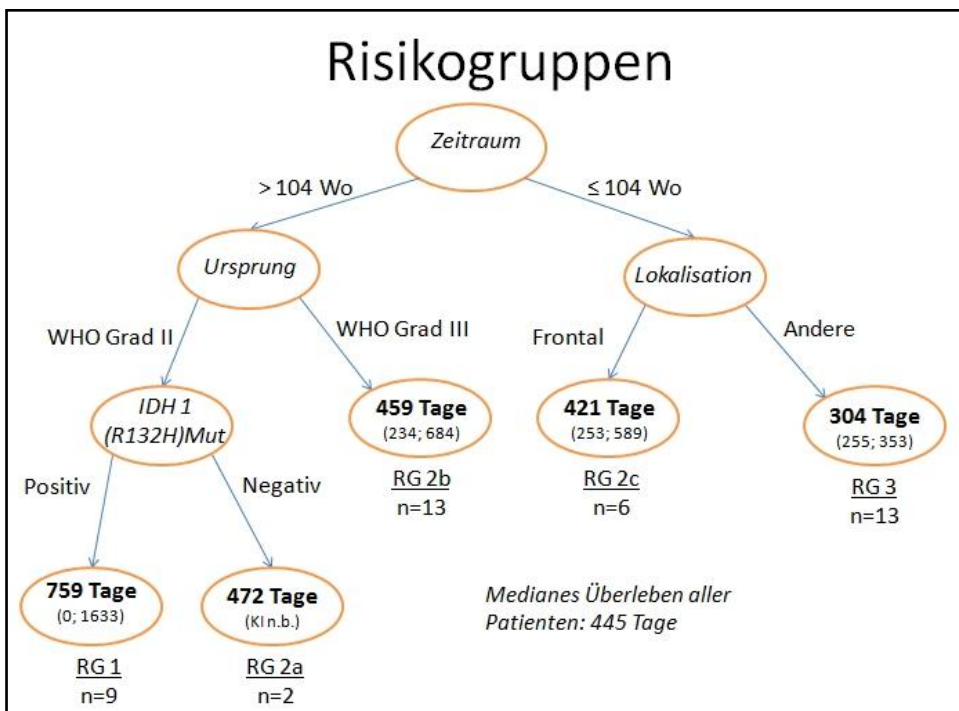 Risikogruppen
Zeitraum
> 104 Wo
≤ 104 Wo
Ursprung
Lokalisation
WHO Grad II
WHO Grad III
Frontal
Andere
IDH 1
(R132H)Mut
459 Tage
(234; 684)
RG 2b
n=13
421 Tage
(253; 589)
RG 2c
n=6
304 Tage
(255; 353)
RG 3
n=13
Positiv
Negativ
759 Tage
(0; 1633)
RG 1
n=9
472 Tage
(KI n.b.)
RG 2a
n=2
Medianes Überleben aller
Patienten: 445 Tage